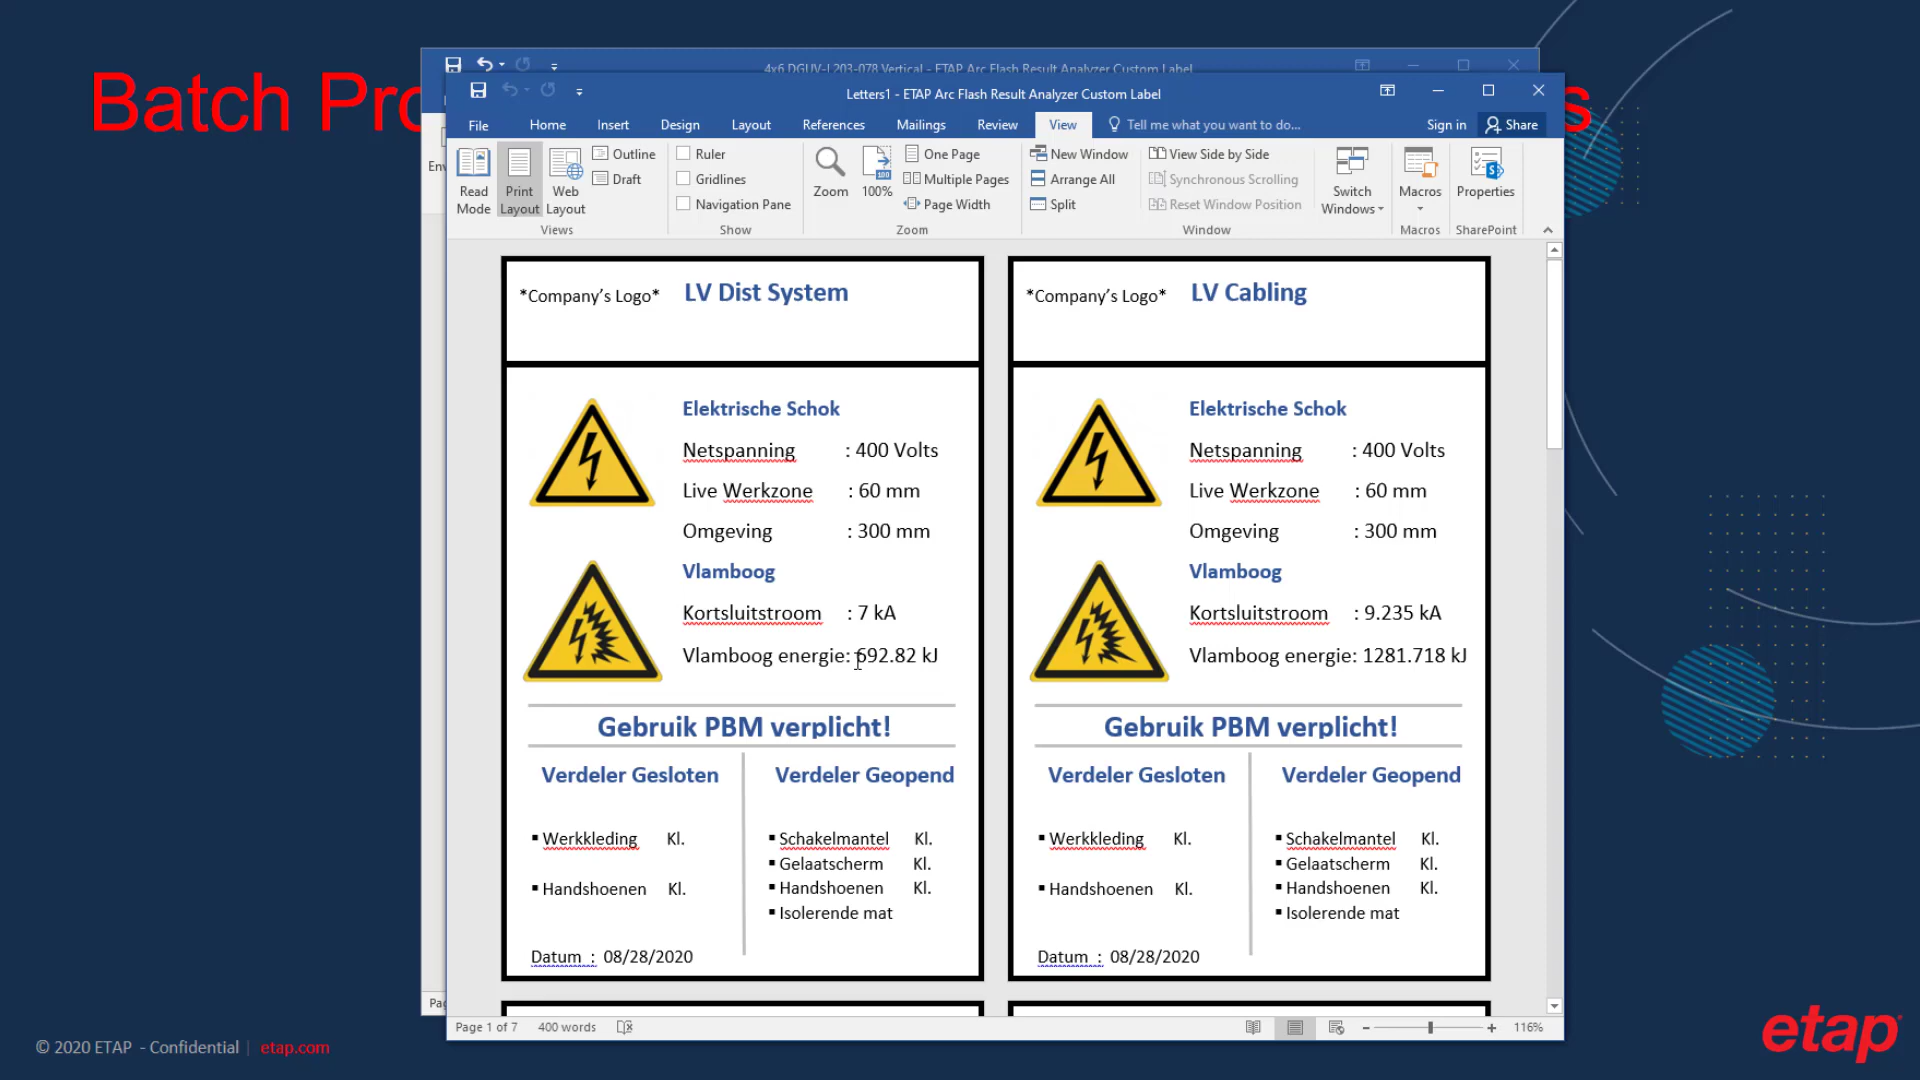 Batch Pro
s
4x6 DGUV-I 203-078 Vertical - ETAP Arc Flash Result Analyzer Custom Label
Letters1 - ETAP Arc Flash Result Analyzer Custom Label
File Home Insert Design Layout References Mailings Review View Tell me what you want to do... Sign in Share
Env
Read Mode
Print Layout
Web Layout
Outline
Draft
Views
Ruler
Gridlines
Navigation Pane
Show
Zoom
100
100%
One Page
Multiple Pages
Page Width
Zoom
New Window
Arrange All
Split
View Side by Side
Synchronous Scrolling
Reset Window Position
Window
Switch Windows
Macros
Macros
S
Properties
SharePoint
*Company's Logo* LV Dist System
Elektrische Schok
Netspanning : 400 Volts
Live Werkzone : 60 mm
Omgeving : 300 mm
Vlamboog
Kortsluitstroom : 7 kA
Vlamboog energie: 692.82 kJ
Gebruik PBM verplicht!
Verdeler Gesloten
▪ Werkkleding Kl.
▪ Handshoenen Kl.
Verdeler Geopend
▪ Schakelmantel Kl.
▪ Gelaatscherm Kl.
▪ Handshoenen Kl.
▪ Isolerende mat
Datum : 08/28/2020
*Company's Logo* LV Cabling
Elektrische Schok
Netspanning : 400 Volts
Live Werkzone : 60 mm
Omgeving : 300 mm
Vlamboog
Kortsluitstroom : 9.235 kA
Vlamboog energie: 1281.718 kJ
Gebruik PBM verplicht!
Verdeler Gesloten
▪ Werkkleding Kl.
▪ Handshoenen Kl.
Verdeler Geopend
▪ Schakelmantel Kl.
▪ Gelaatscherm Kl.
▪ Handshoenen Kl.
▪ Isolerende mat
Datum : 08/28/2020
Pag
Page 1 of 7 400 words 116%
© 2020 ETAP - Confidential | etap.com
etap